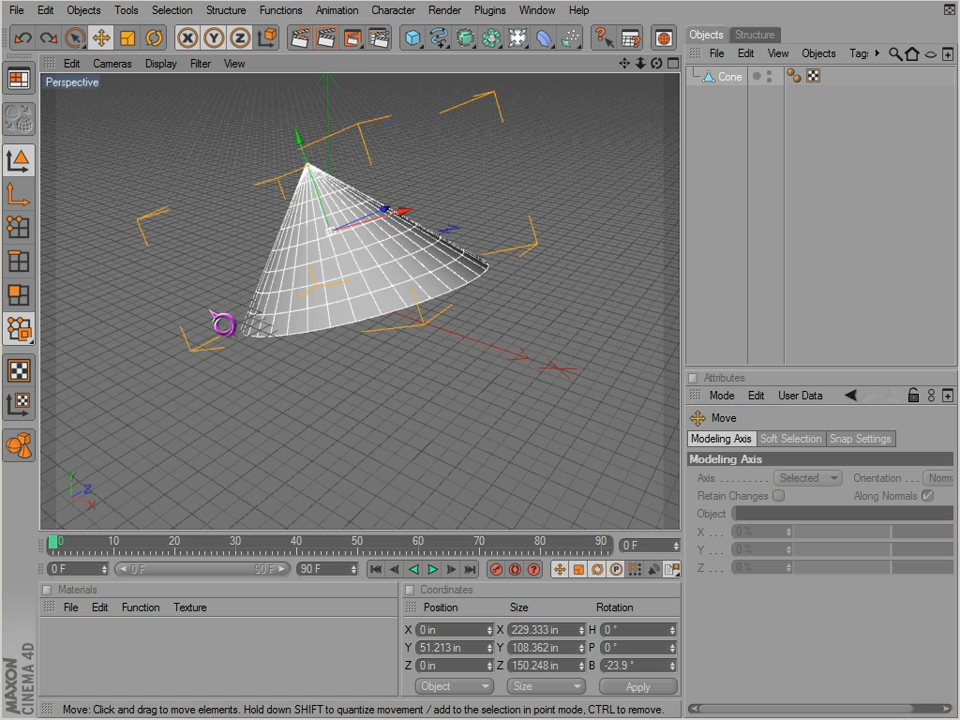 File Edit Objects Tools Selection Structure Functions Animation Character Render Plugins Window Help
X Y Z
Objects Structure
Edit Cameras Display Filter View
File Edit View Objects Tag
Perspective
Cone
Attributes
Mode Edit User Data
Move
Modeling Axis Soft Selection Snap Settings
Modeling Axis
Axis Selected Orientation Norm
Retain Changes Along Normals
Object
X 0 %
Y 0 %
Z 0 %
Y
Z
X
0 10 20 30 40 50 60 70 80 90 0 F
0 F 0 F 90 F 90 F
Materials
File Edit Function Texture
Coordinates
Position Size Rotation
X 0 in X 229.333 in H 0 °
Y 51.213 in Y 108.362 in P 0 °
Z 0 in Z 150.248 in B -23.9 °
Object Size Apply
MAXON
CINEMA 4D
Move: Click and drag to move elements. Hold down SHIFT to quantize movement / add to the selection in point mode, CTRL to remove.